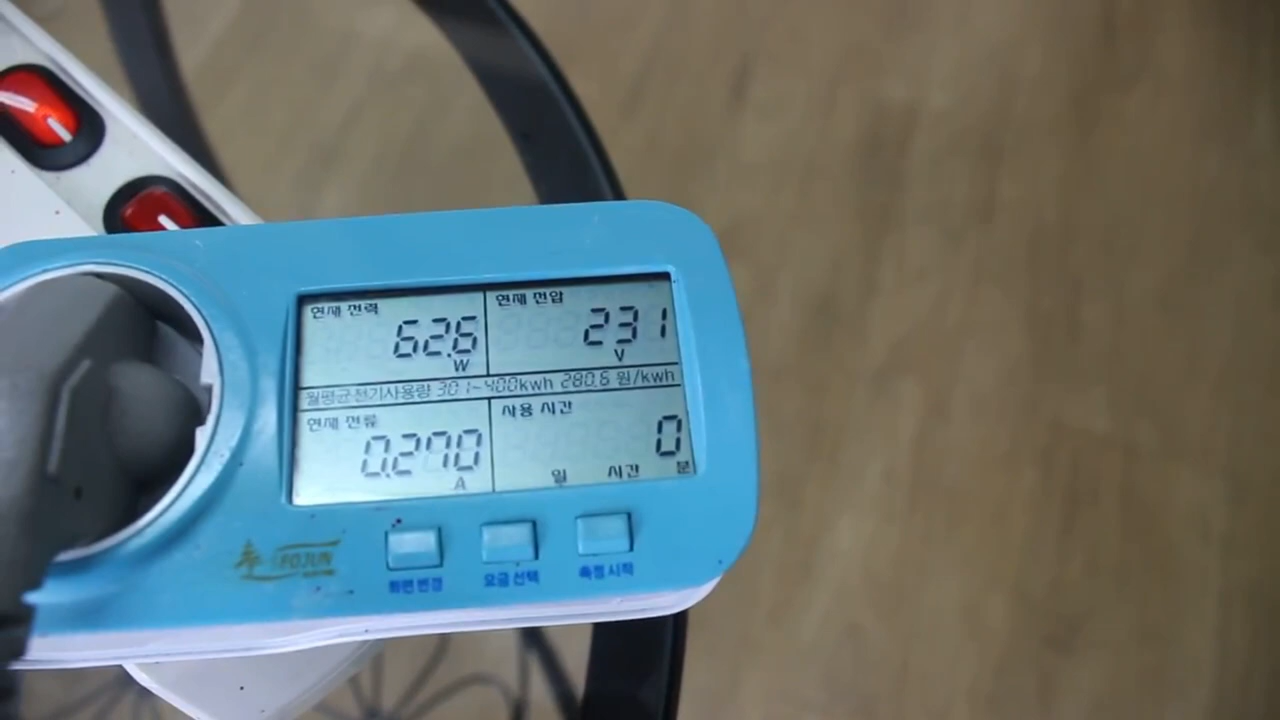 현재 전력
62.6
W
현재 전압
231
V
월평균전기사용량 301~400kwh 280.6 원/kwh
현재 전류
0.270
A
사용 시간
0
일 시간 분
FOJUN
화면변경 요금선택 측정시작